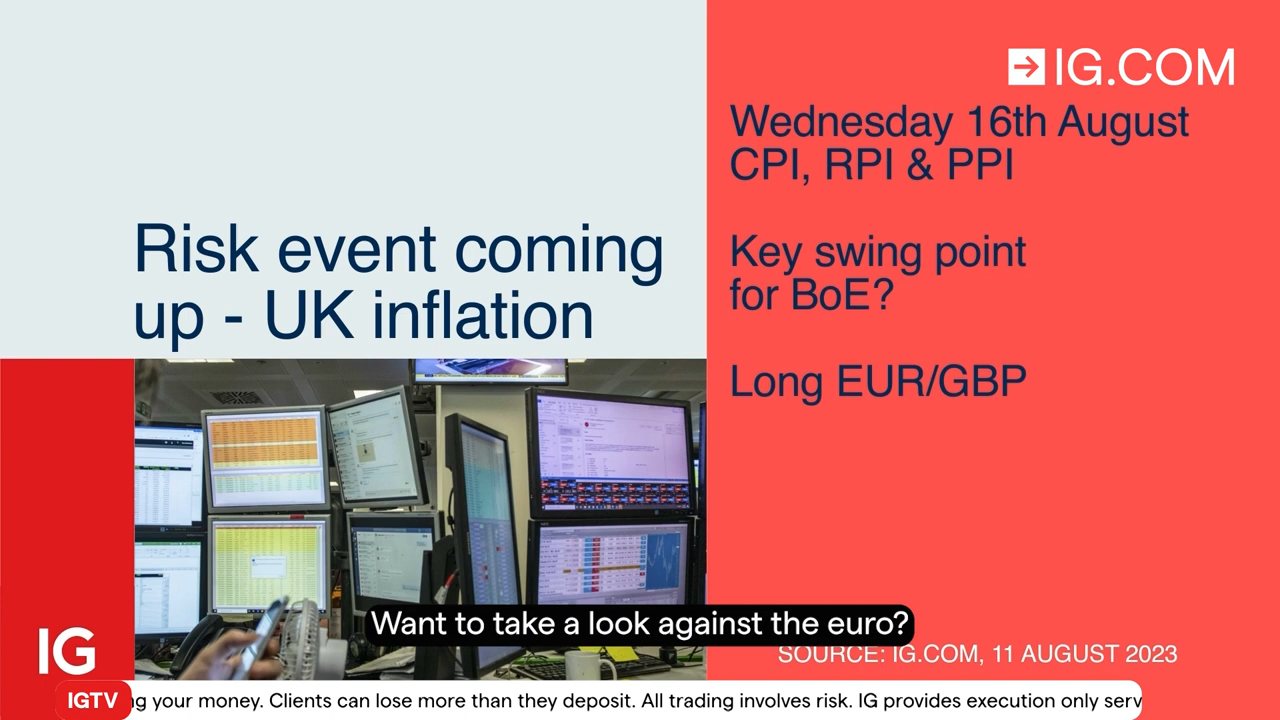 IG.COM
Wednesday 16th August
CPI, RPI & PPI
Key swing point
for BoE?
Long EUR/GBP
Risk event coming
up - UK inflation
Want to take a look against the euro?
SOURCE: IG.COM, 11 AUGUST 2023
IG
IGTV
ng your money. Clients can lose more than they deposit. All trading involves risk. IG provides execution only serv